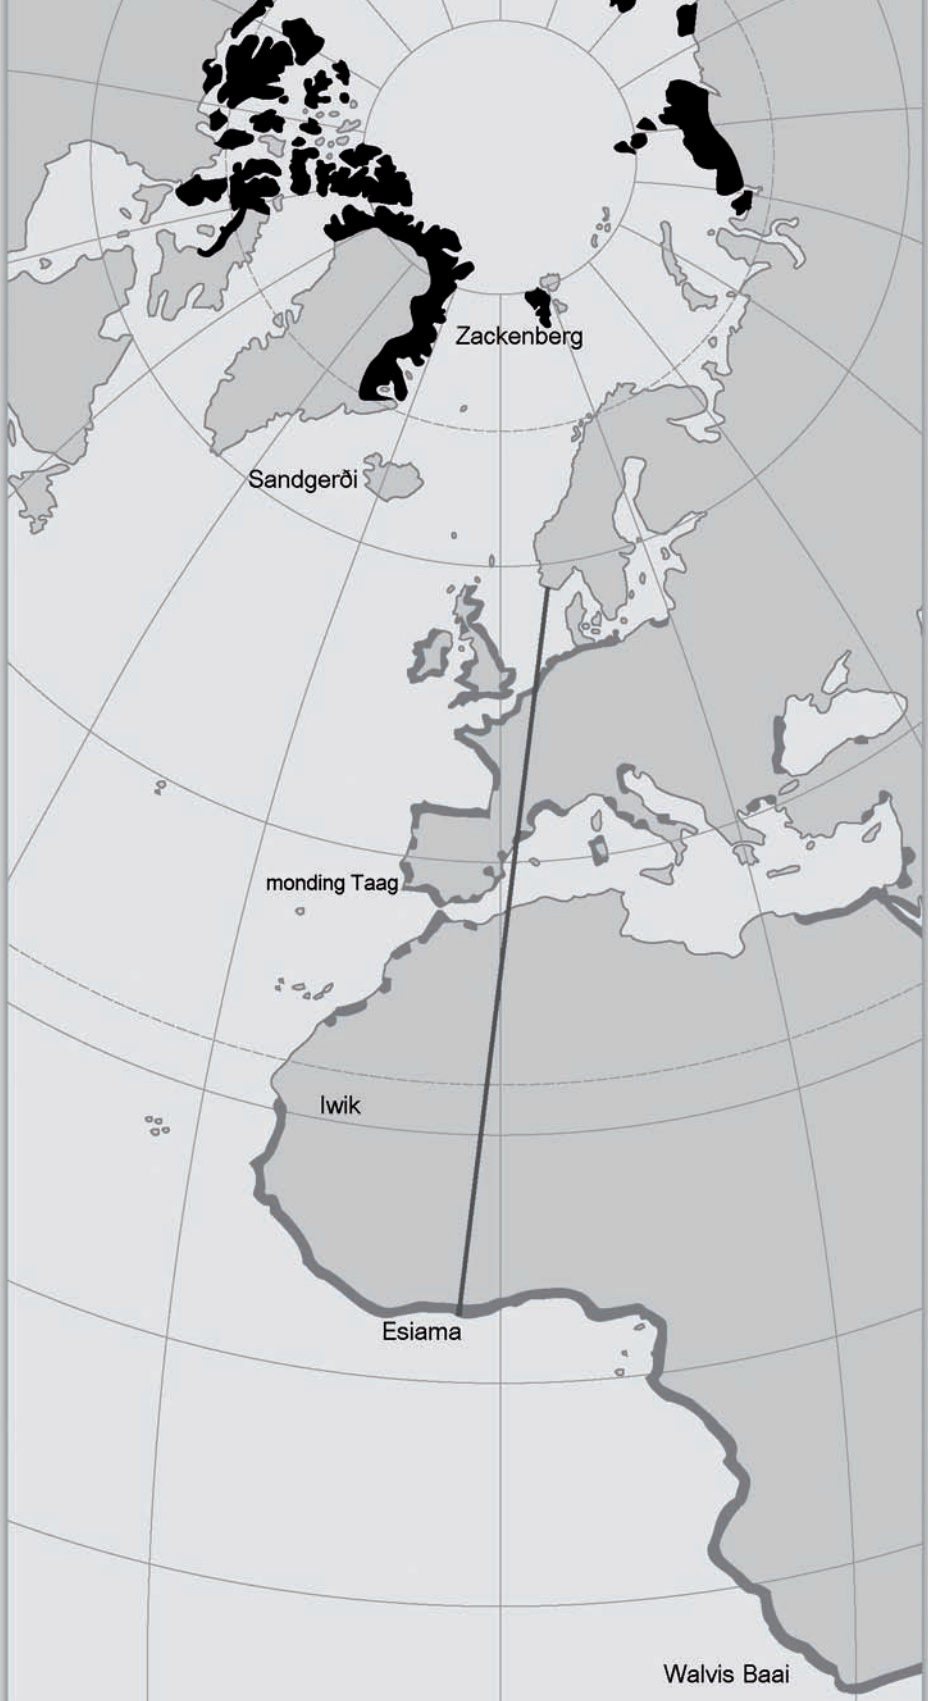 Zackenberg
Sandgerði
monding Taag
Iwik
Esiama
Walvis Baai